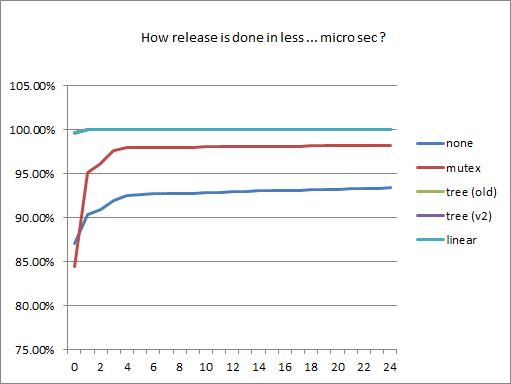 How release is done in less ... micro sec ?
105.00%
100.00%
95.00%
90.00%
85.00%
80.00%
75.00%
0 2 4 6 8 10 12 14 16 18 20 22 24
none
mutex
tree (old)
tree (v2)
linear